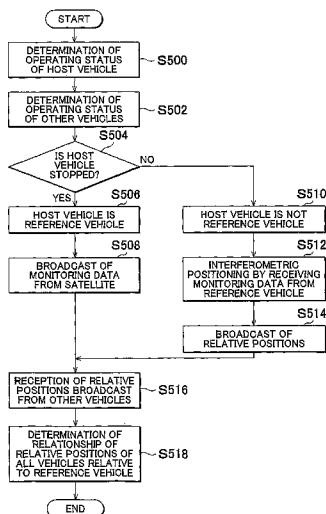 START
DETERMINATION OF
OPERATING STATUS
OF HOST VEHICLE
S500
DETERMINATION OF
OPERATING STATUS
OF OTHER VEHICLES
S502
S504
IS HOST
VEHICLE
STOPPED?
NO
YES
S506
HOST VEHICLE IS
REFERENCE VEHICLE
S508
BROADCAST OF
MONITORING DATA
FROM SATELLITE
S510
HOST VEHICLE IS NOT
REFERENCE VEHICLE
S512
INTERFEROMETRIC
POSITIONING BY RECEIVING
MONITORING DATA FROM
REFERENCE VEHICLE
S514
BROADCAST OF
RELATIVE POSITIONS
RECEPTION OF RELATIVE
POSITIONS BROADCAST
FROM OTHER VEHICLES
S516
DETERMINATION OF
RELATIONSHIP OF
RELATIVE POSITIONS OF
ALL VEHICLES RELATIVE
TO REFERENCE VEHICLE
S518
END